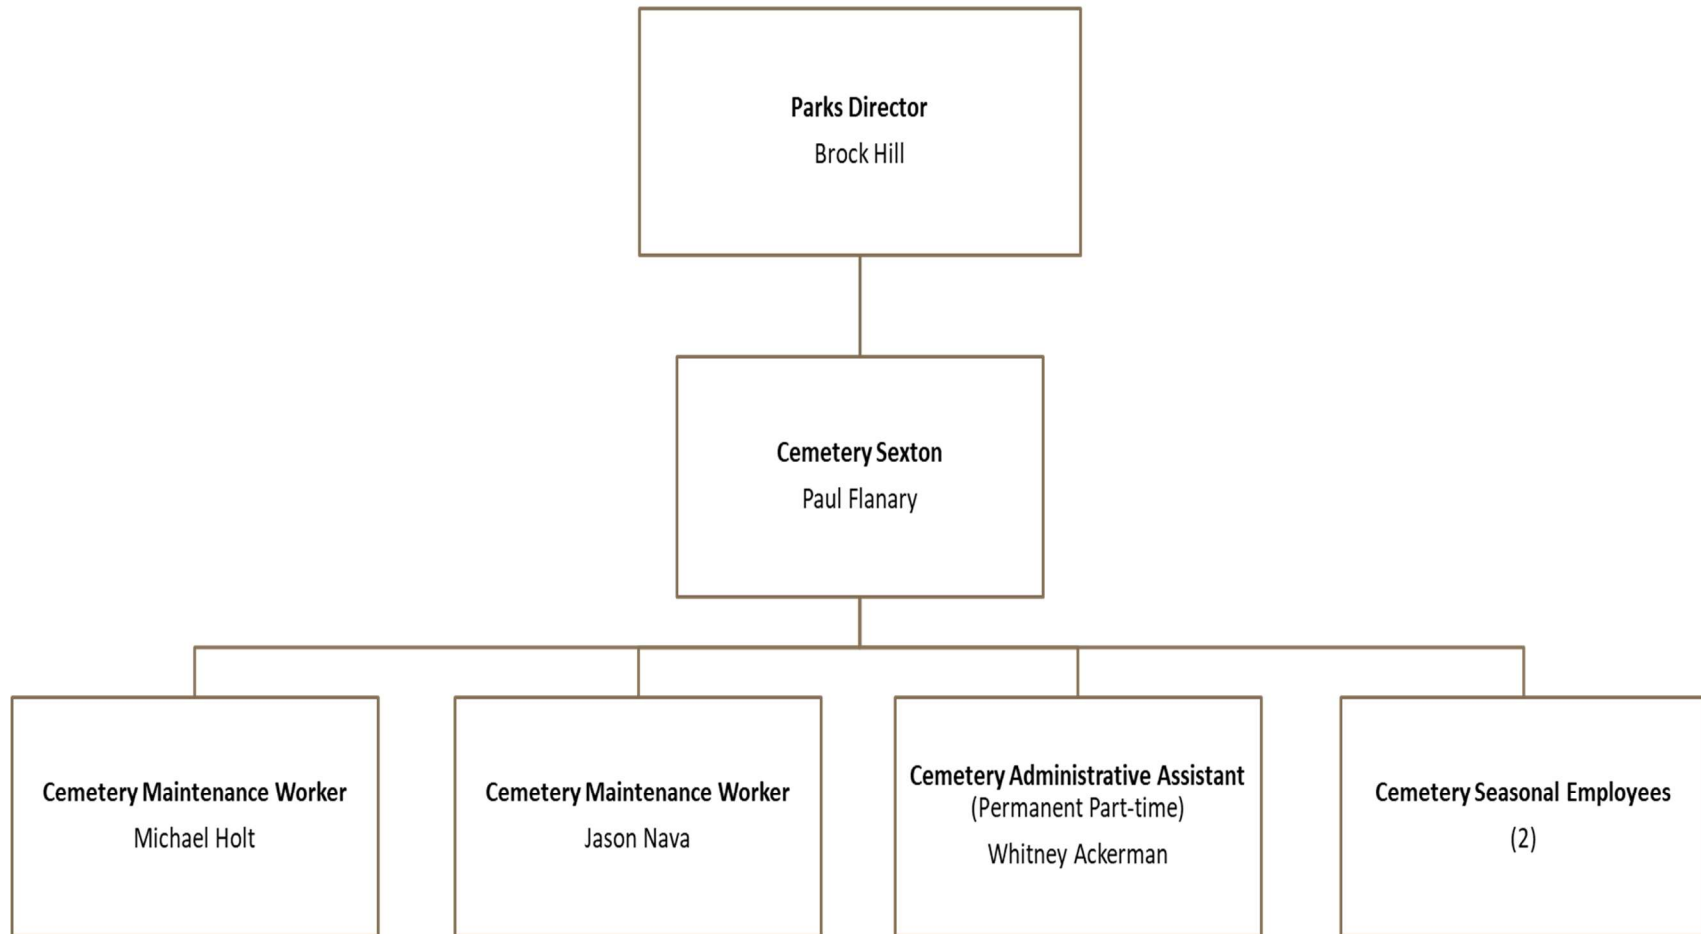 Parks Director
Brock Hill
Cemetery Sexton
Paul Flanary
Cemetery Maintenance Worker
Michael Holt
Cemetery Maintenance Worker
Jason Nava
Cemetery Administrative Assistant
(Permanent Part-time)
Whitney Ackerman
Cemetery Seasonal Employees
(2)